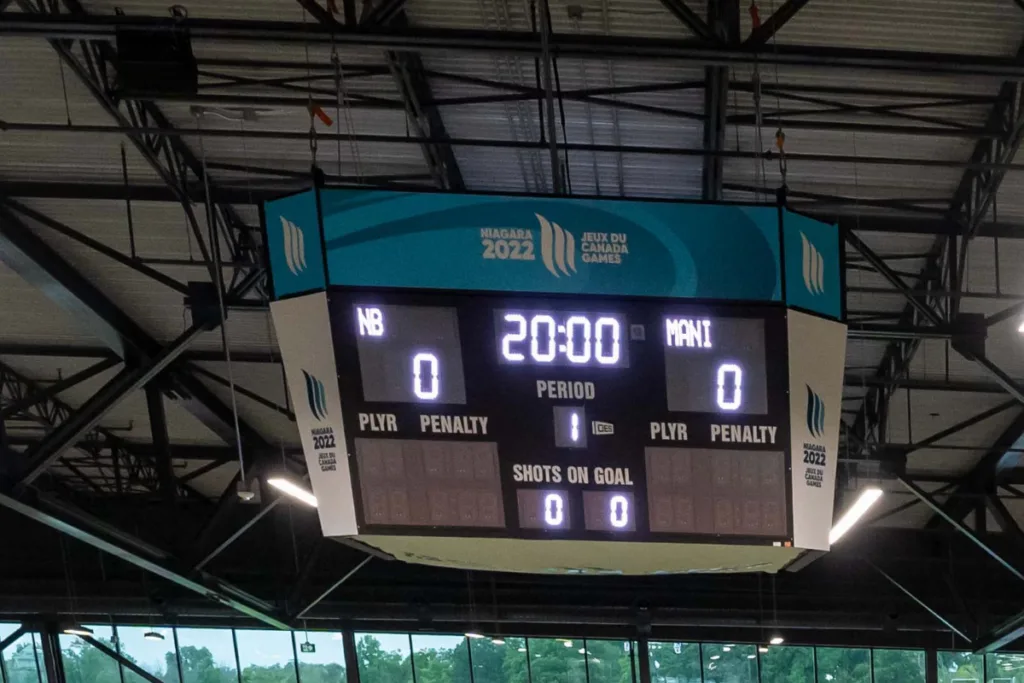 NIAGARA
2022
JEUX DU
CANADA
GAMES
NB
20:00
MANI
0
0
PERIOD
1
OES
PLYR PENALTY
PLYR PENALTY
SHOTS ON GOAL
0 0
NIAGARA
2022
JEUX DU
CANADA
GAMES
NIAGARA
2022
JEUX DU
CANADA
GAMES